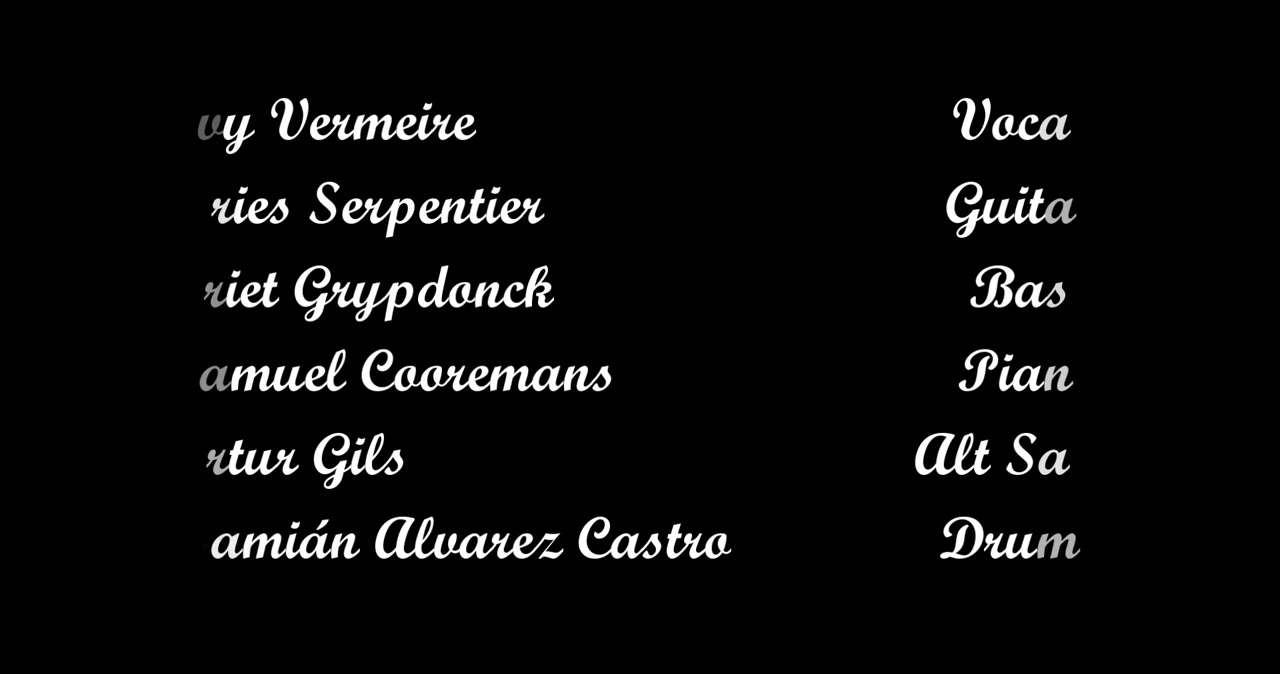 vy Vermeire Voca
ries Serpentier Guita
riet Grypdonck Bas
amuel Cooremans Pian
rtur Gils Alt Sa
amián Alvarez Castro Drum